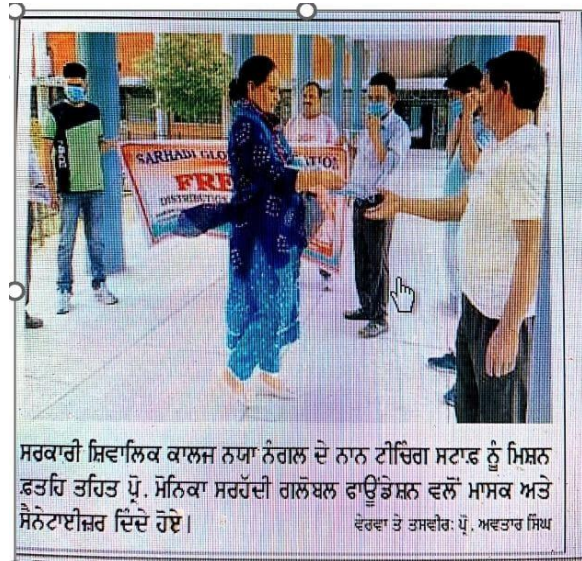 SARHADI GLO
FRE
ਸਰਕਾਰੀ ਸ਼ਿਵਾਲਿਕ ਕਾਲਜ ਨਯਾ ਨੰਗਲ ਦੇ ਨਾਨ ਟੀਚਿੰਗ ਸਟਾਫ਼ ਨੂੰ ਮਿਸ਼ਨ
ਫ਼ਤਹਿ ਤਹਿਤ ਪ੍ਰੋ. ਮੋਨਿਕਾ ਸਰਹੱਦੀ ਗਲੋਬਲ ਫਾਊਂਡੇਸ਼ਨ ਵਲੋਂ ਮਾਸਕ ਅਤੇ
ਸੈਨੇਟਾਈਜ਼ਰ ਦਿੰਦੇ ਹੋਏ।
ਵੇਰਵਾ ਤੇ ਤਸਵੀਰ: ਪ੍ਰੋ. ਅਵਤਾਰ ਸਿੰਘ